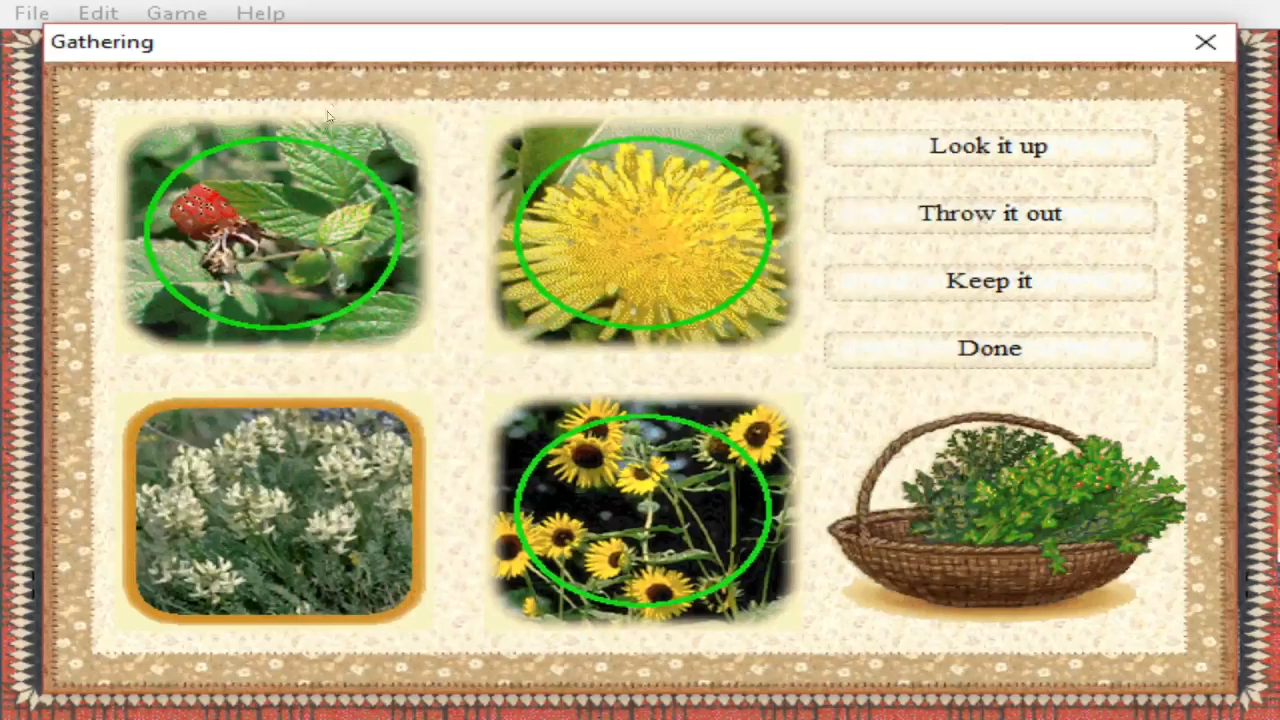 File Edit Game Help
Gathering
Look it up
Throw it out
Keep it
Done